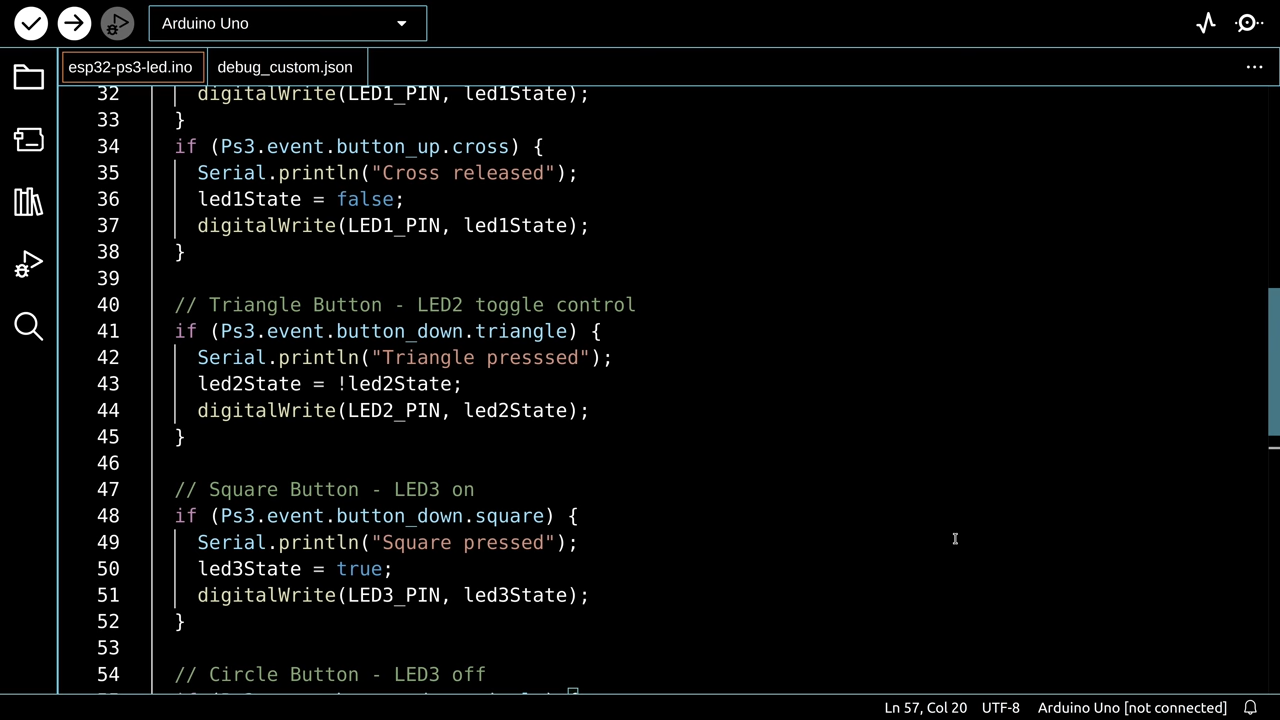 Arduino Uno
esp32-ps3-led.ino
debug_custom.json
32 digitalWrite(LED1_PIN, led1State);
33 }
34 if (Ps3.event.button_up.cross) {
35 Serial.println("Cross released");
36 led1State = false;
37 digitalWrite(LED1_PIN, led1State);
38 }
39
40 // Triangle Button - LED2 toggle control
41 if (Ps3.event.button_down.triangle) {
42 Serial.println("Triangle presssed");
43 led2State = !led2State;
44 digitalWrite(LED2_PIN, led2State);
45 }
46
47 // Square Button - LED3 on
48 if (Ps3.event.button_down.square) {
49 Serial.println("Square pressed");
50 led3State = true;
51 digitalWrite(LED3_PIN, led3State);
52 }
53
54 // Circle Button - LED3 off
Ln 57, Col 20 UTF-8 Arduino Uno [not connected]